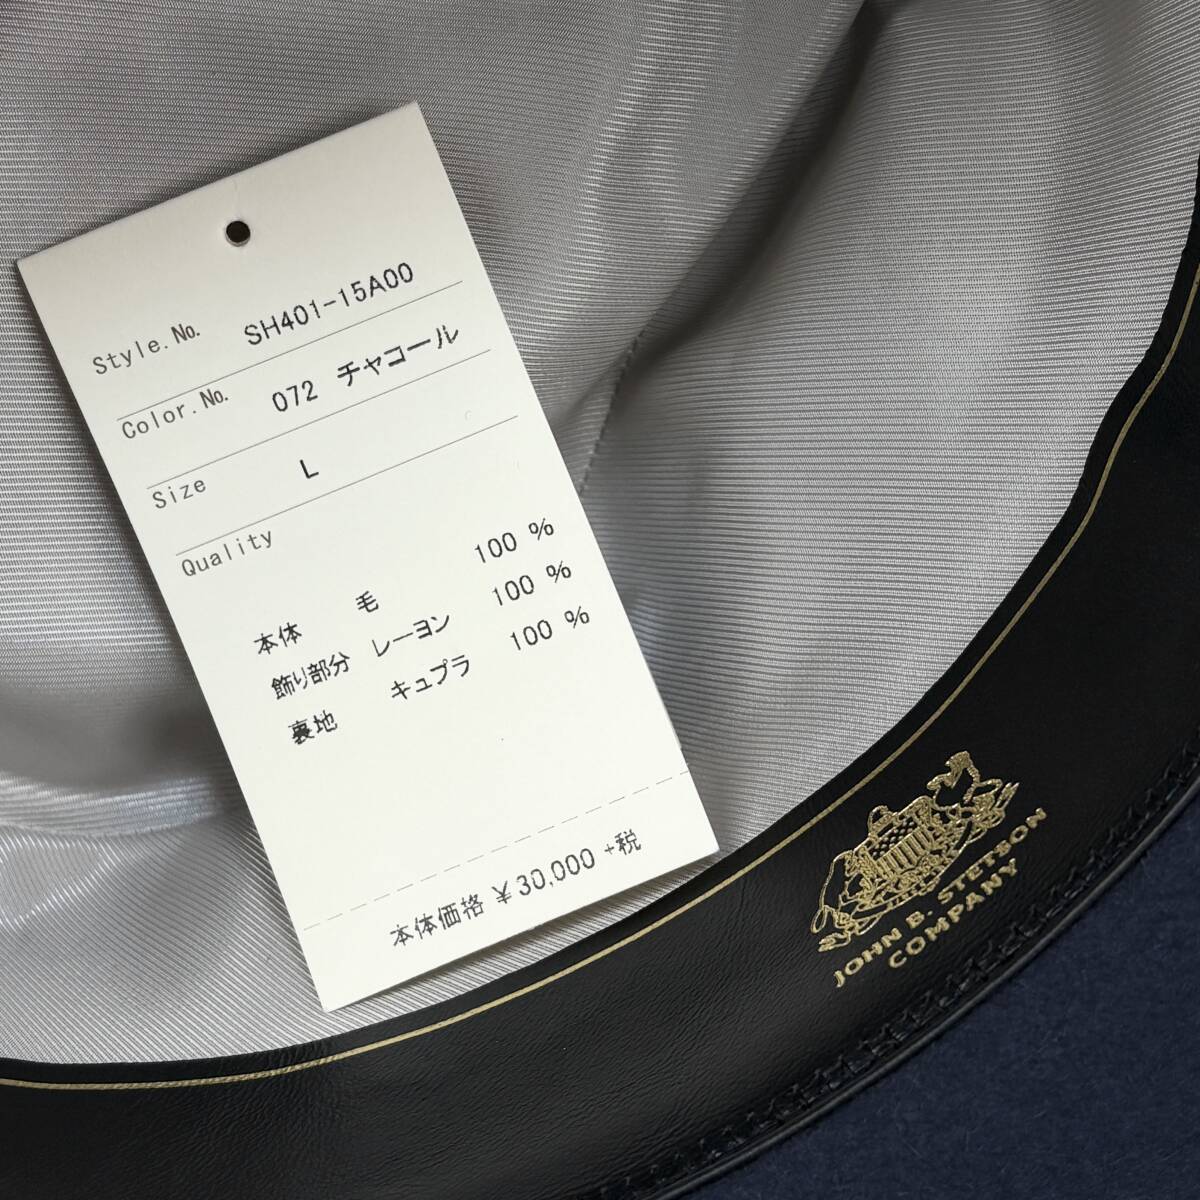 Style.No. SH401-15A00
Color.No. 072 チャコール
Size L
Quality
本体 毛 100 %
飾り部分 レーヨン 100 %
裏地 キュプラ 100 %
本体価格 ¥30,000 +税
JOHN B. STETSON
COMPANY